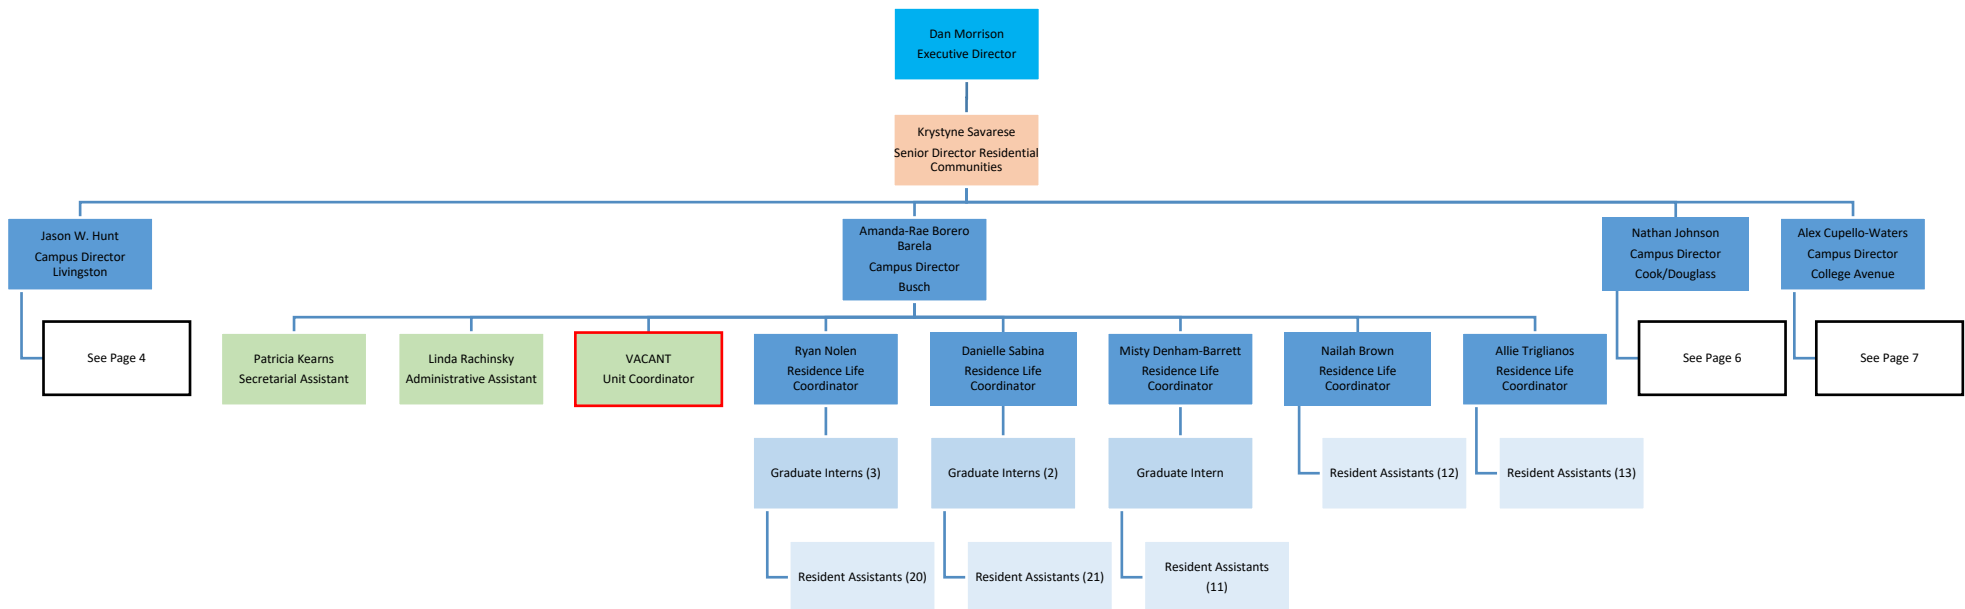 Dan Morrison
Executive Director
Krystyne Savarese
Senior Director Residential
Communities
Jason W. Hunt
Campus Director
Livingston
Amanda-Rae Borero
Barela
Campus Director
Busch
Nathan Johnson
Campus Director
Cook/Douglass
Alex Cupello-Waters
Campus Director
College Avenue
See Page 4
Patricia Kearns
Secretarial Assistant
Linda Rachinsky
Administrative Assistant
VACANT
Unit Coordinator
Ryan Nolen
Residence Life
Coordinator
Danielle Sabina
Residence Life
Coordinator
Misty Denham-Barrett
Residence Life
Coordinator
Nailah Brown
Residence Life
Coordinator
Allie Triglianos
Residence Life
Coordinator
See Page 6
See Page 7
Graduate Interns (3)
Graduate Interns (2)
Graduate Intern
Resident Assistants (12)
Resident Assistants (13)
Resident Assistants (20)
Resident Assistants (21)
Resident Assistants
(11)